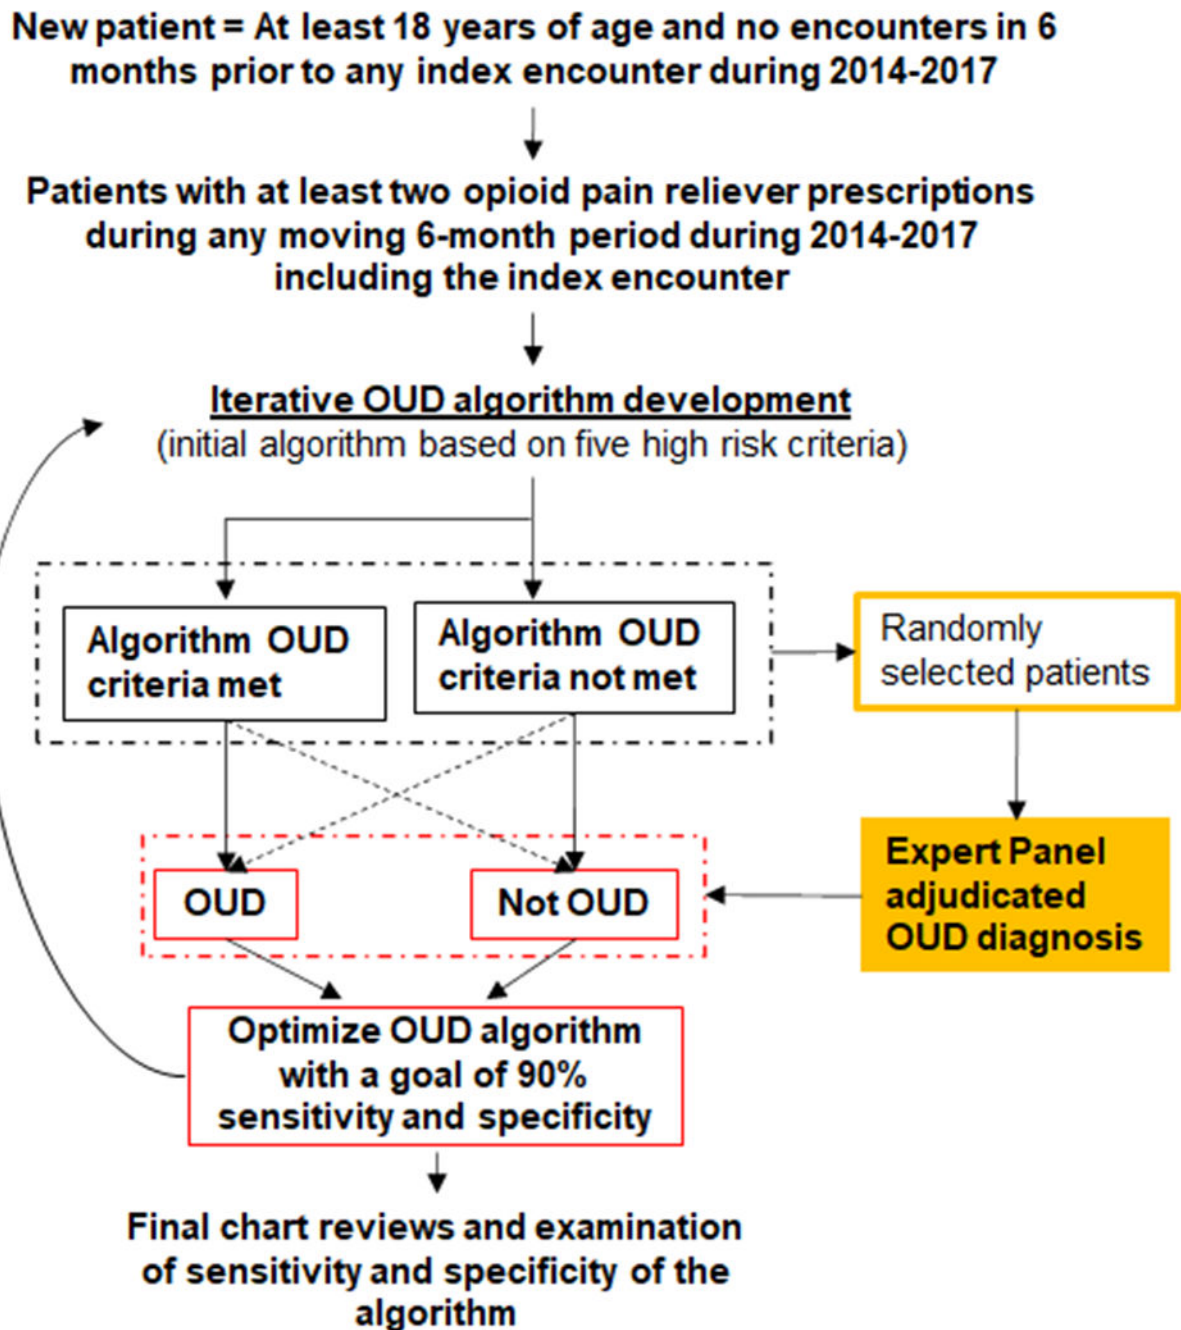 New patient = At least 18 years of age and no encounters in 6
months prior to any index encounter during 2014-2017
Patients with at least two opioid pain reliever prescriptions
during any moving 6-month period during 2014-2017
including the index encounter
Iterative OUD algorithm development
(initial algorithm based on five high risk criteria)
Algorithm OUD
criteria met
Algorithm OUD
criteria not met
Randomly
selected patients
Expert Panel
adjudicated
OUD diagnosis
OUD
Not OUD
Optimize OUD algorithm
with a goal of 90%
sensitivity and specificity
Final chart reviews and examination
of sensitivity and specificity of the
algorithm